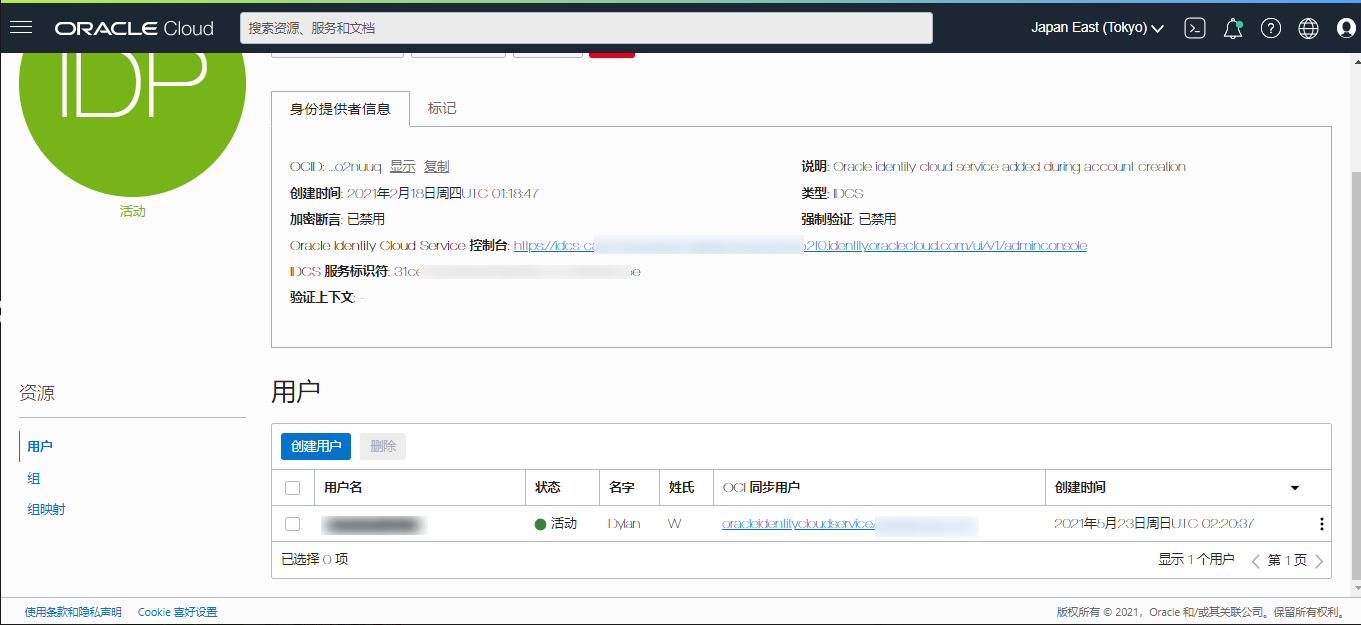 ORACLE Cloud
搜索资源、服务和文档
Japan East (Tokyo)
IDP
活动
身份提供者信息
标记
OCID: ...o2nuuq 显示 复制
说明: Oracle identity cloud service added during account creation
创建时间: 2021年2月18日周四UTC 01:18:47
类型: IDCS
加密断言: 已禁用
强制验证: 已禁用
Oracle Identity Cloud Service 控制台: https://idcs-ca 2f0.identity.oraclecloud.com/ui/v1/adminconsole
IDCS 服务标识符: 31ce e
验证上下文: -
资源
用户
组
组映射
用户
创建用户 删除
用户名 状态 名字 姓氏 OCI 同步用户 创建时间
活动 Dylan W oracleidentitycloudservice/ 2021年5月23日周日UTC 02:20:37
已选择 0 项
显示 1 个用户 第 1 页
使用条款和隐私声明 Cookie 喜好设置
版权所有 © 2021，Oracle 和/或其关联公司。保留所有权利。